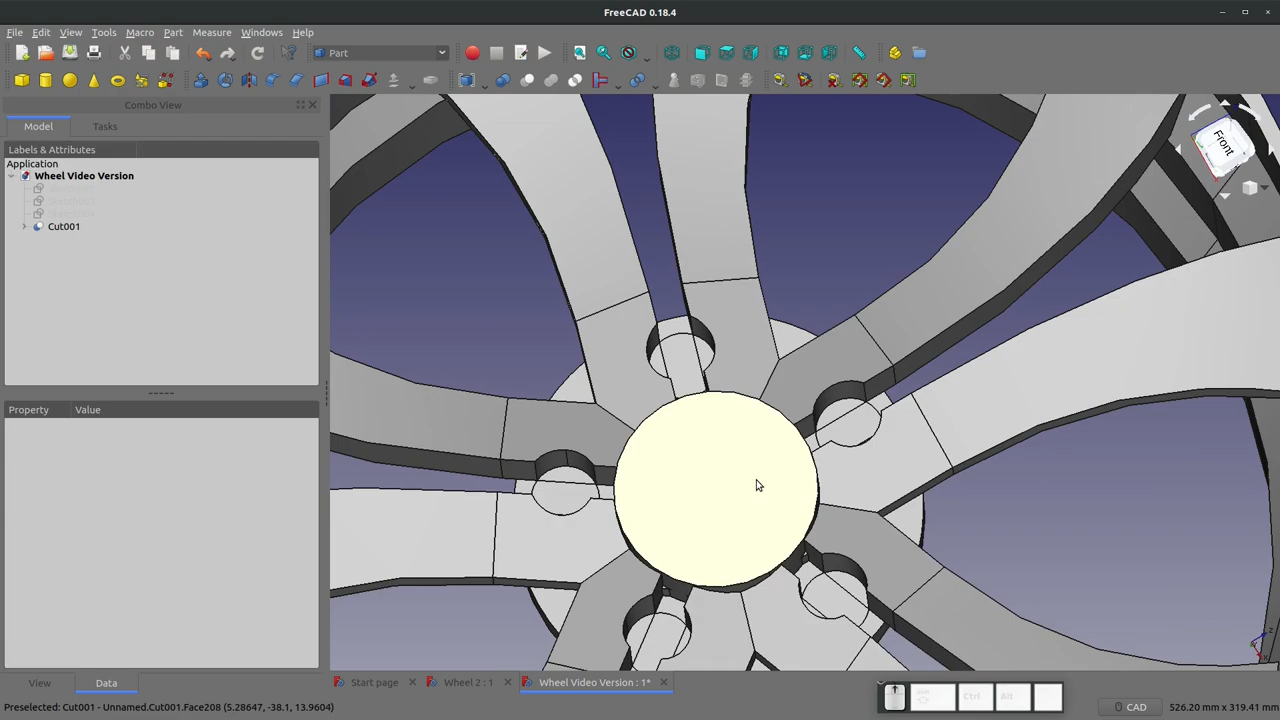 FreeCAD 0.18.4
File Edit View Tools Macro Part Measure Windows Help
Part
Combo View
Model Tasks
Labels & Attributes
Application
Wheel Video Version
Cut001
Front
Property Value
View Data
Start page Wheel 2 : 1 Wheel Video Version : 1*
Ctrl Alt
Preselected: Cut001 - Unnamed.Cut001.Face208 (5.28647, -38.1, 13.9604)
CAD 526.20 mm x 319.41 mm